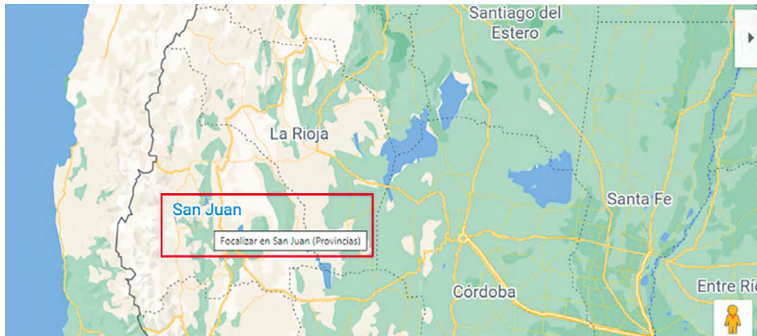 Santiago del
Estero
La Rioja
San Juan
Santa Fe
Focalizar en San Juan (Provincias)
Entre Rí
Córdoba